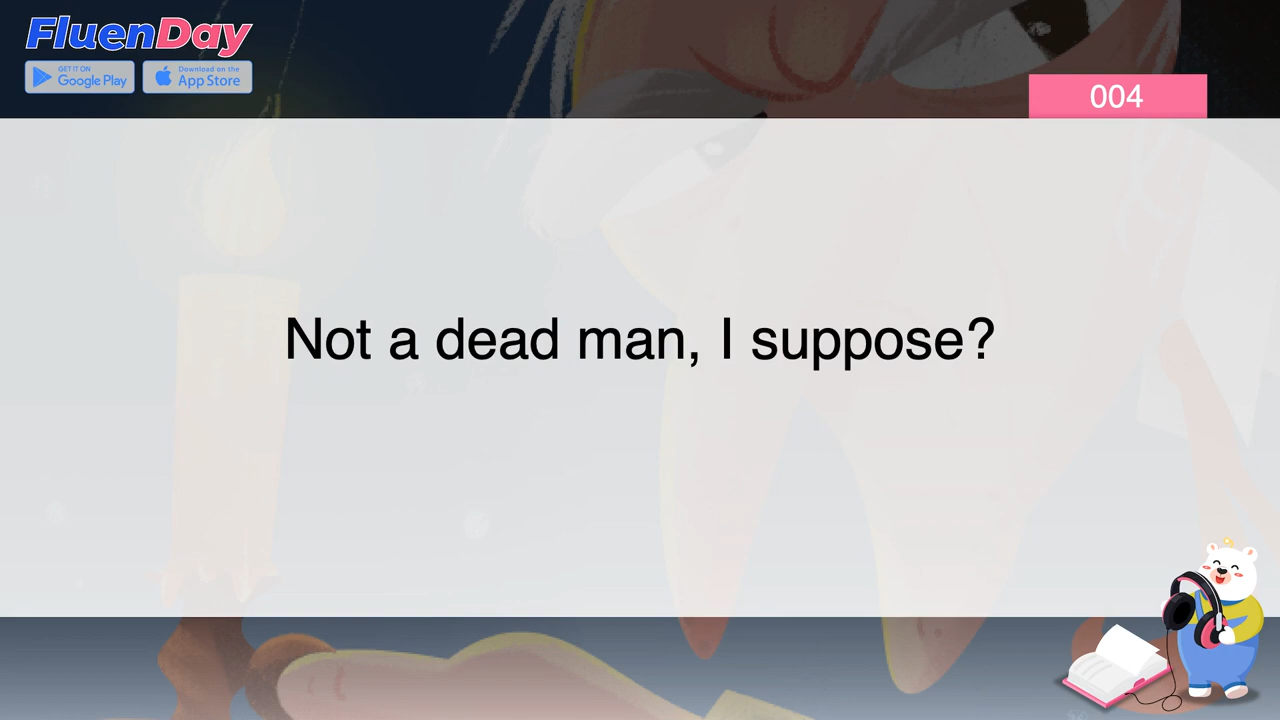 FluenDay
GET IT ON
Google Play
Download on the
App Store
004
Not a dead man, I suppose?